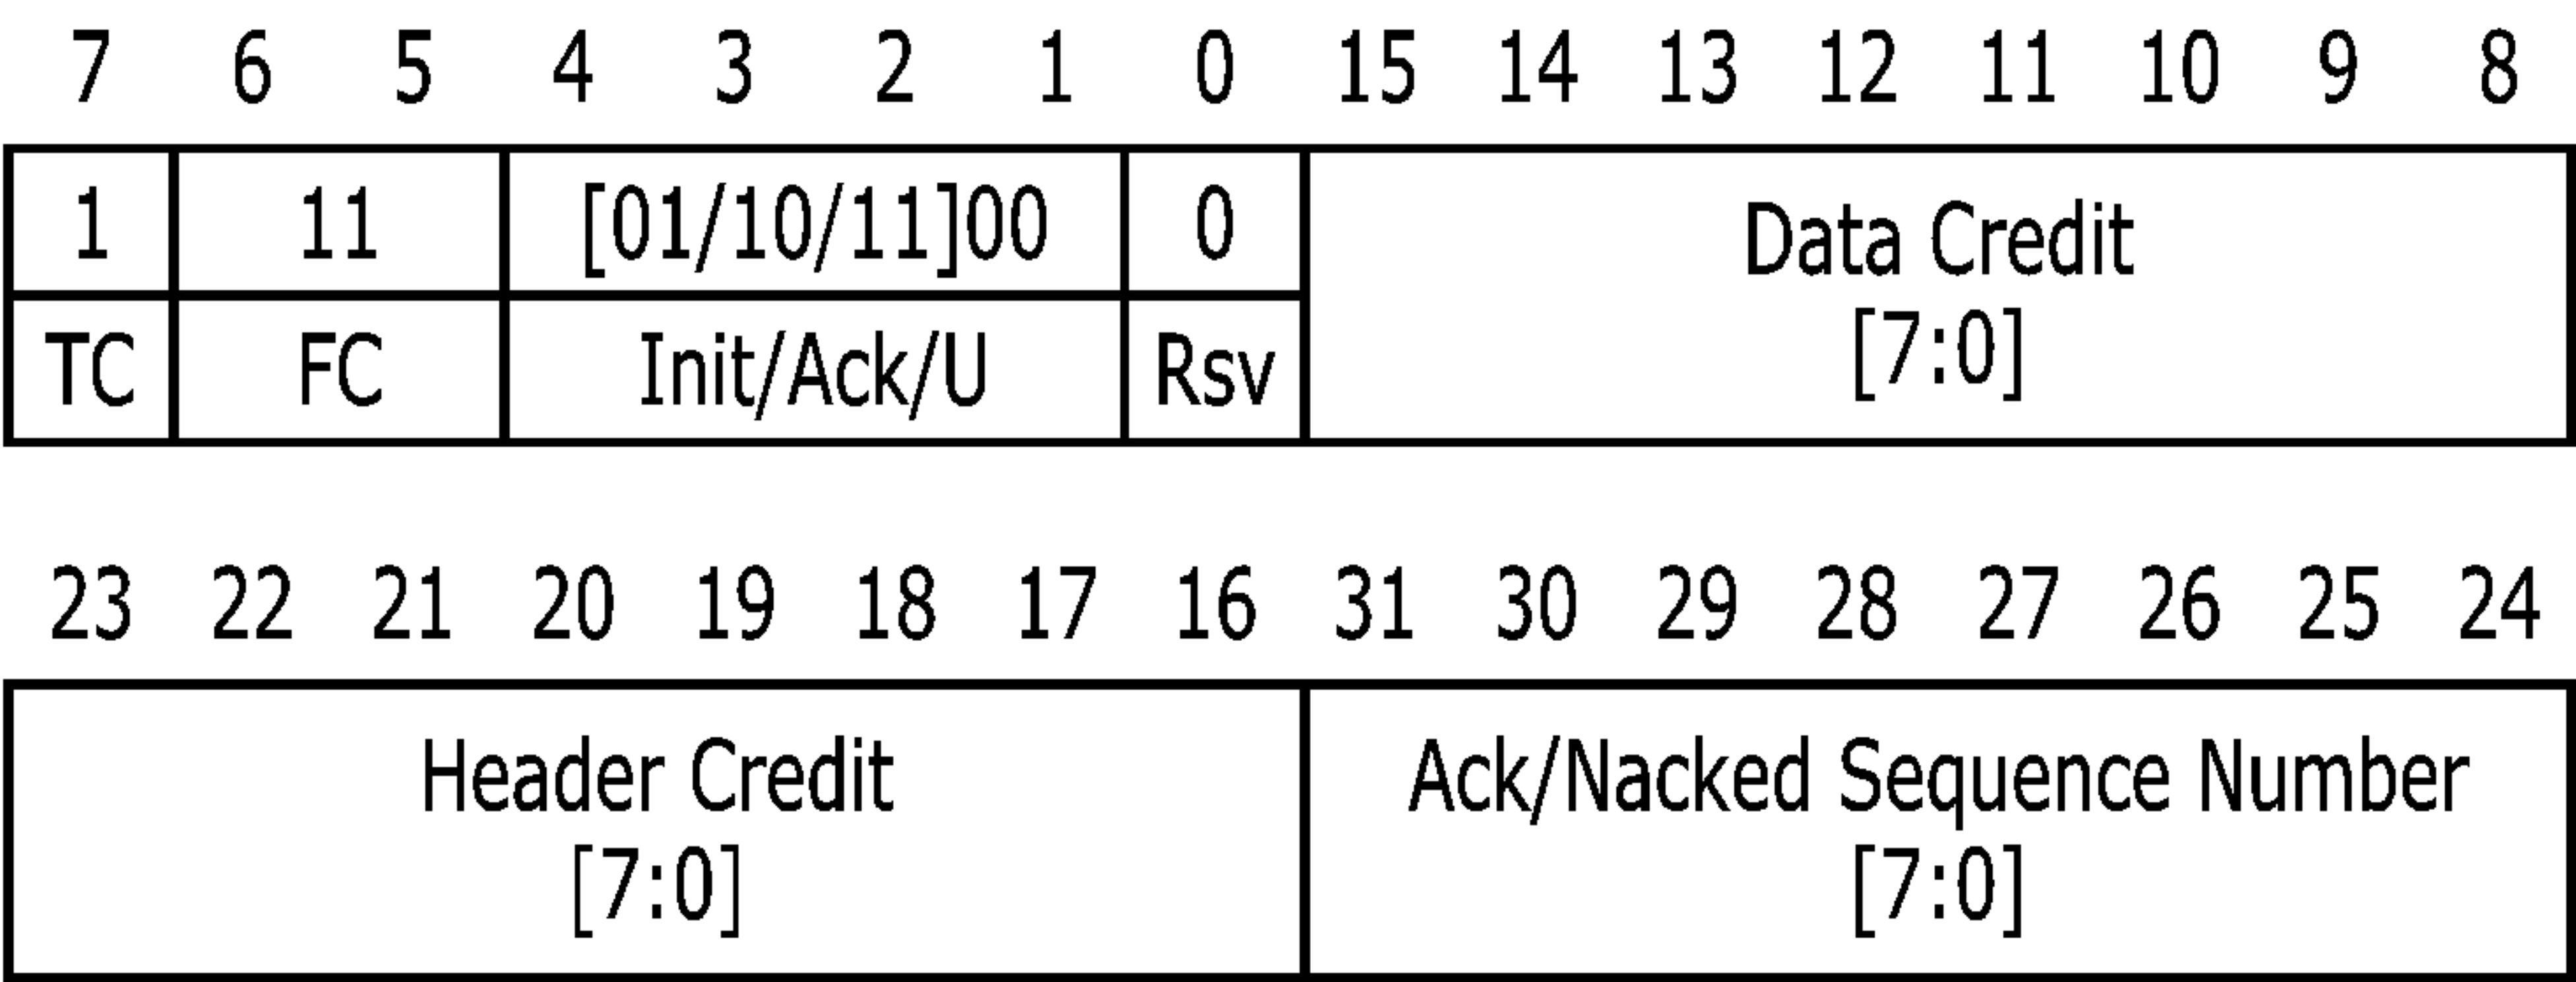 7 6 5 4 3 2 1 0 15 14 13 12 11 10 9 8
1 11 [01/10/11]00 0
TC FC Init/Ack/U Rsv
Data Credit
[7:0]
23 22 21 20 19 18 17 16 31 30 29 28 27 26 25 24
Header Credit
[7:0]
Ack/Nacked Sequence Number
[7:0]